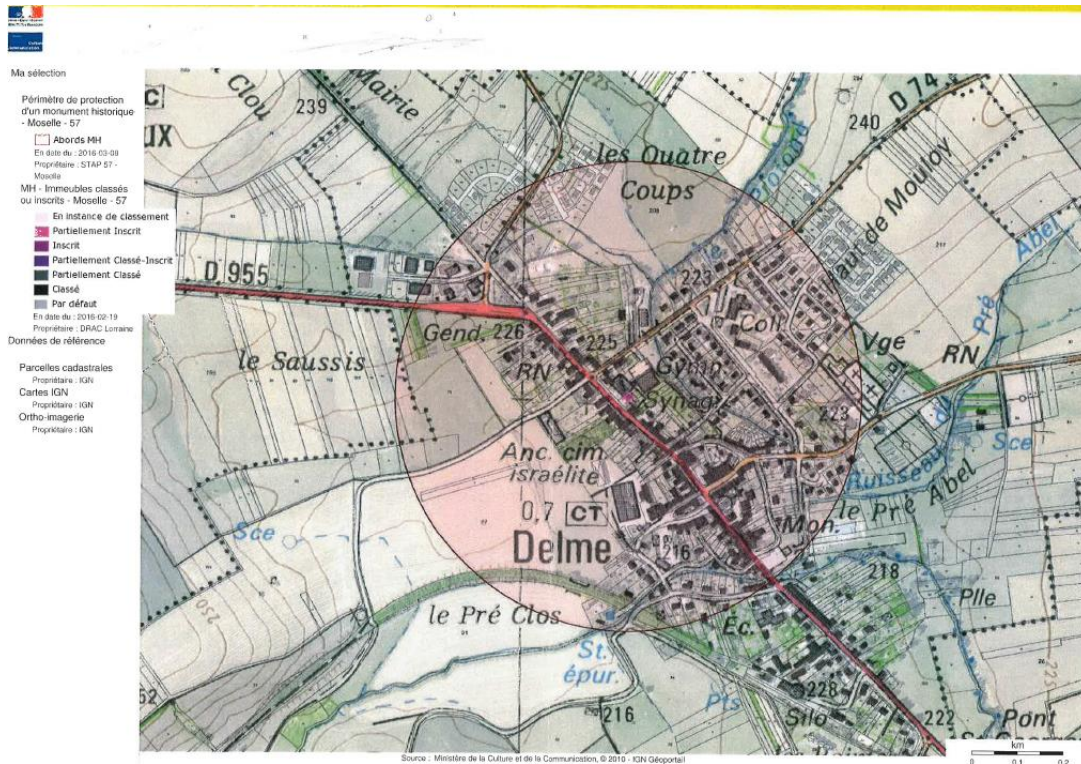 Ma sélection
Périmètre de protection
d'un monument historique
- Moselle - 57
Abords MH
En date du : 2016-03-08
Propriétaire : STAP 57 -
Moselle
MH - Immeubles classés
ou inscrits - Moselle - 57
En instance de classement
Partiellement Inscrit
Inscrit
Partiellement Classé-Inscrit
Partiellement Classé
Classé
Par défaut
En date du : 2016-02-19
Propriétaire : DRAC Lorraine
Données de référence
Parcelles cadastrales
Propriétaire : IGN
Cartes IGN
Propriétaire : IGN
Ortho-imagerie
Propriétaire : IGN
Clou
239
Mairie
D 74
240
les Quatre
Coups
D 955
223
Abel
Pré
Gend.
226
225
Coll.
Vge
RN
le Saussis
RN
Gymn.
Synag.
243
Sce
Anc. cim.
israélite
Ruisseau
le Pré Abel
0,7 CT
Mon.
Sce
Delme
216
218
Plle
250
le Pré Clos
Éc.
St.
épur.
Pts
228
216
Silo
222
Pont
225
52
km
0 0.1 0.2
Source : Ministère de la Culture et de la Communication, © 2010 - IGN Géoportail